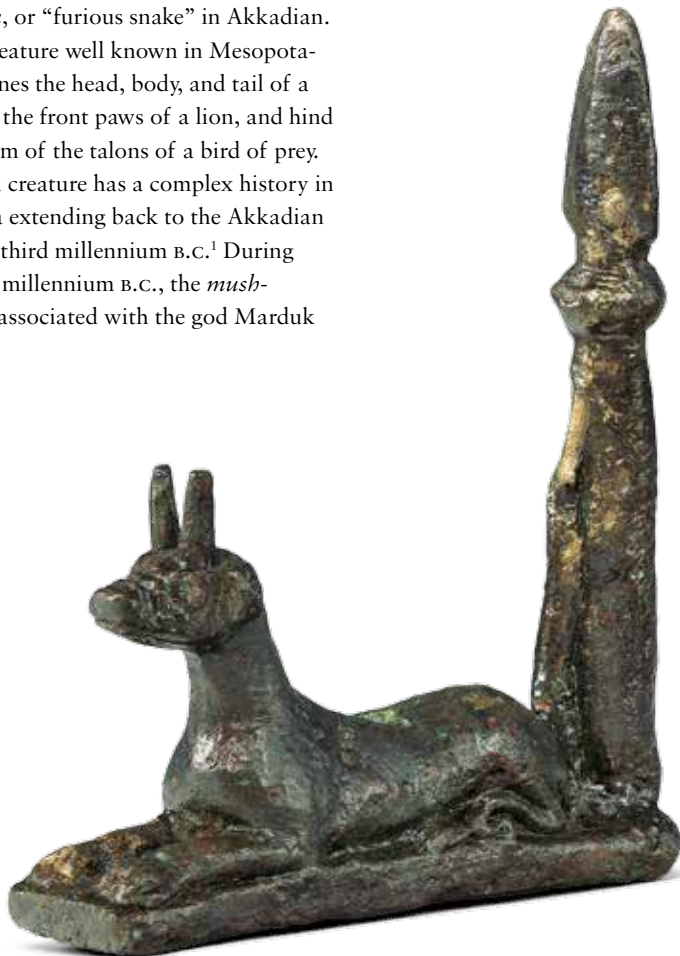 , or “furious snake” in Akkadian.
eature well known in Mesopota-
nes the head, body, and tail of a
the front paws of a lion, and hind
m of the talons of a bird of prey.
creature has a complex history in
a extending back to the Akkadian
third millennium B.C.¹ During
millennium B.C., the mush-
associated with the god Marduk